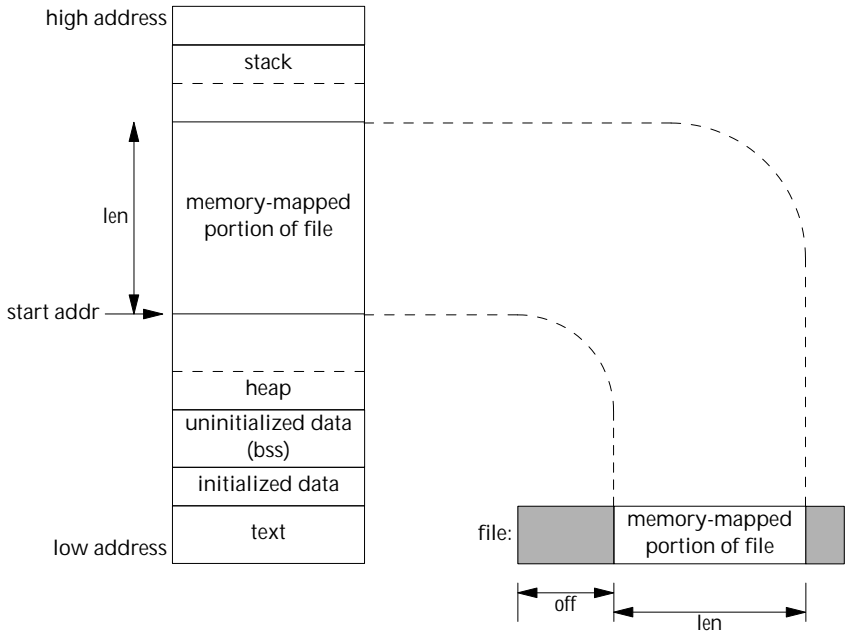 high address
stack
memory-mapped
portion of file
len
start addr
heap
uninitialized data
(bss)
initialized data
text
low address
file:
memory-mapped
portion of file
off
len